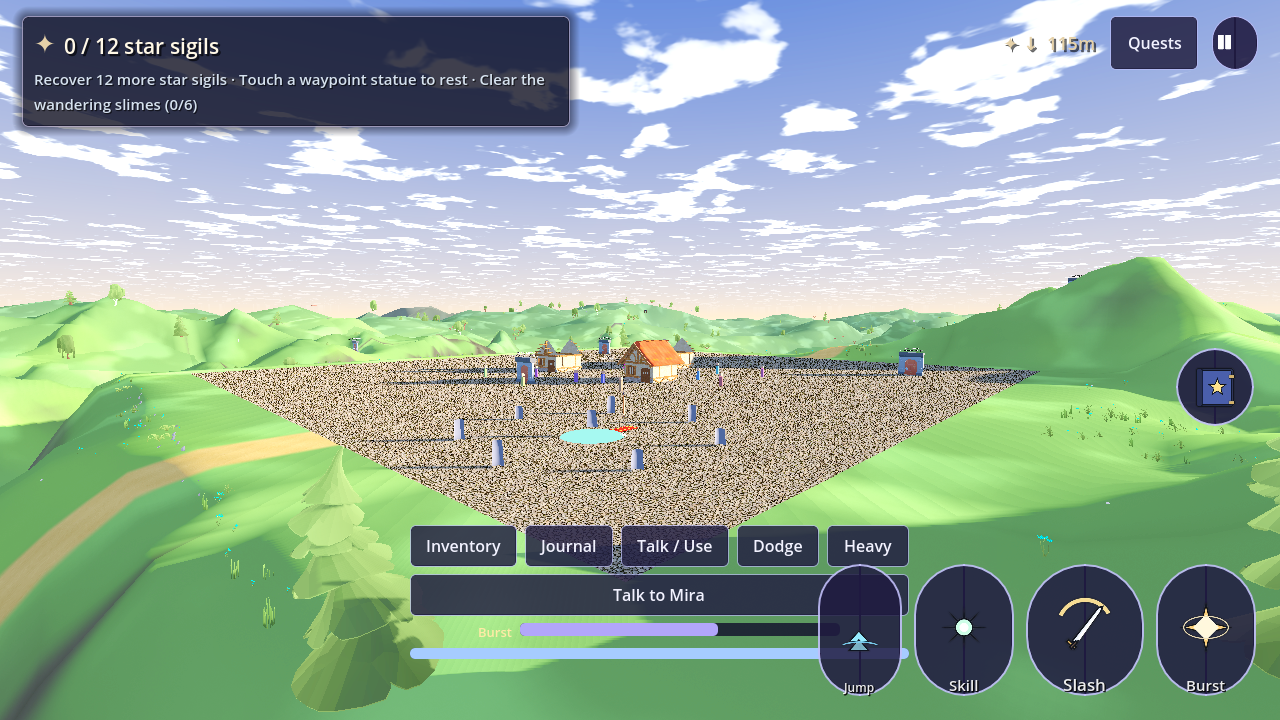 0 / 12 star sigils
Recover 12 more star sigils · Touch a waypoint statue to rest · Clear the
wandering slimes (0/6)
115m
Quests
Inventory
Journal
Talk / Use
Dodge
Heavy
Talk to Mira
Burst
Jump
Skill
Slash
Burst